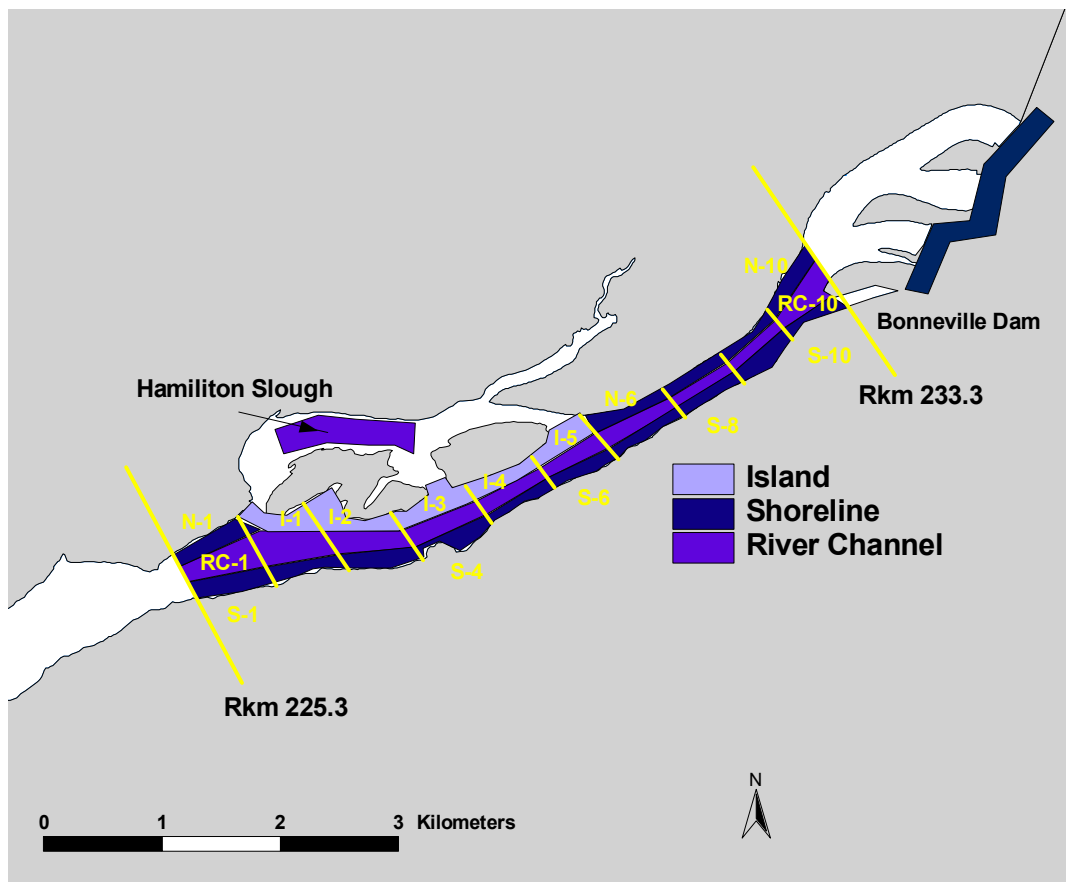 N-10
RC-10
Bonneville Dam
S-10
Hamiliton Slough
Rkm 233.3
N-6
S-8
I-5
Island
I-4
S-6
I-3
Shoreline
N-1
I-1
I-2
River Channel
RC-1
S-4
S-1
Rkm 225.3
N
0 1 2 3 Kilometers